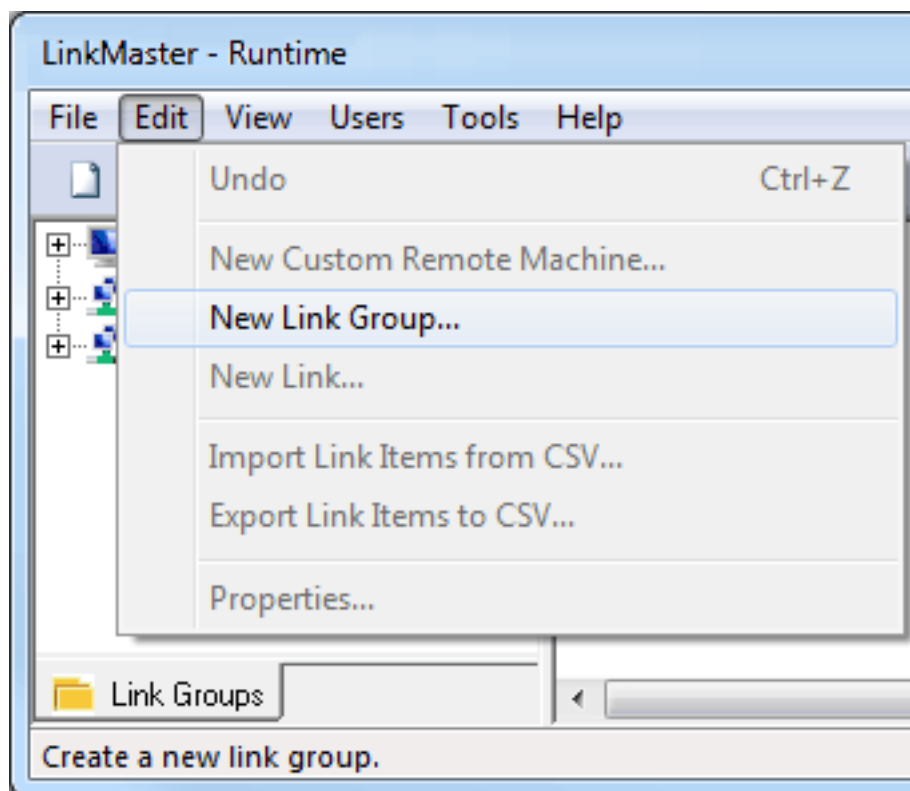 LinkMaster - Runtime
File Edit View Users Tools Help
Undo Ctrl+Z
New Custom Remote Machine...
New Link Group...
New Link...
Import Link Items from CSV...
Export Link Items to CSV...
Properties...
Link Groups
Create a new link group.